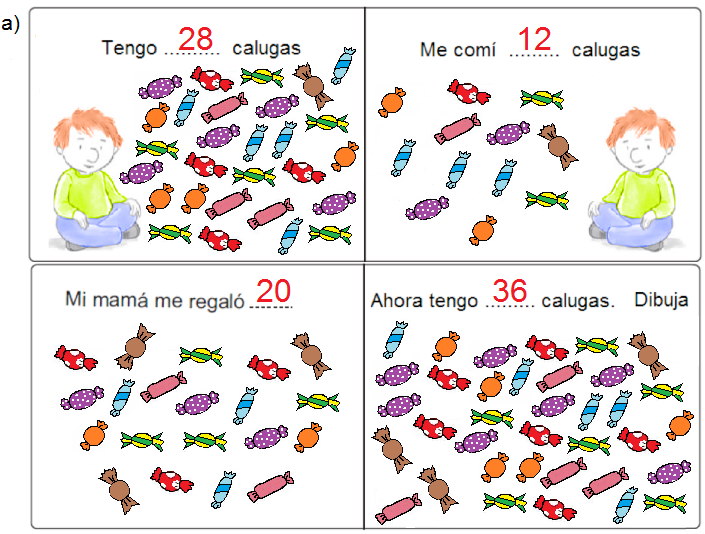 a)
Tengo ...28... calugas
Me comí ...12... calugas
Mi mamá me regaló ...20...
Ahora tengo ...36... calugas. Dibuja